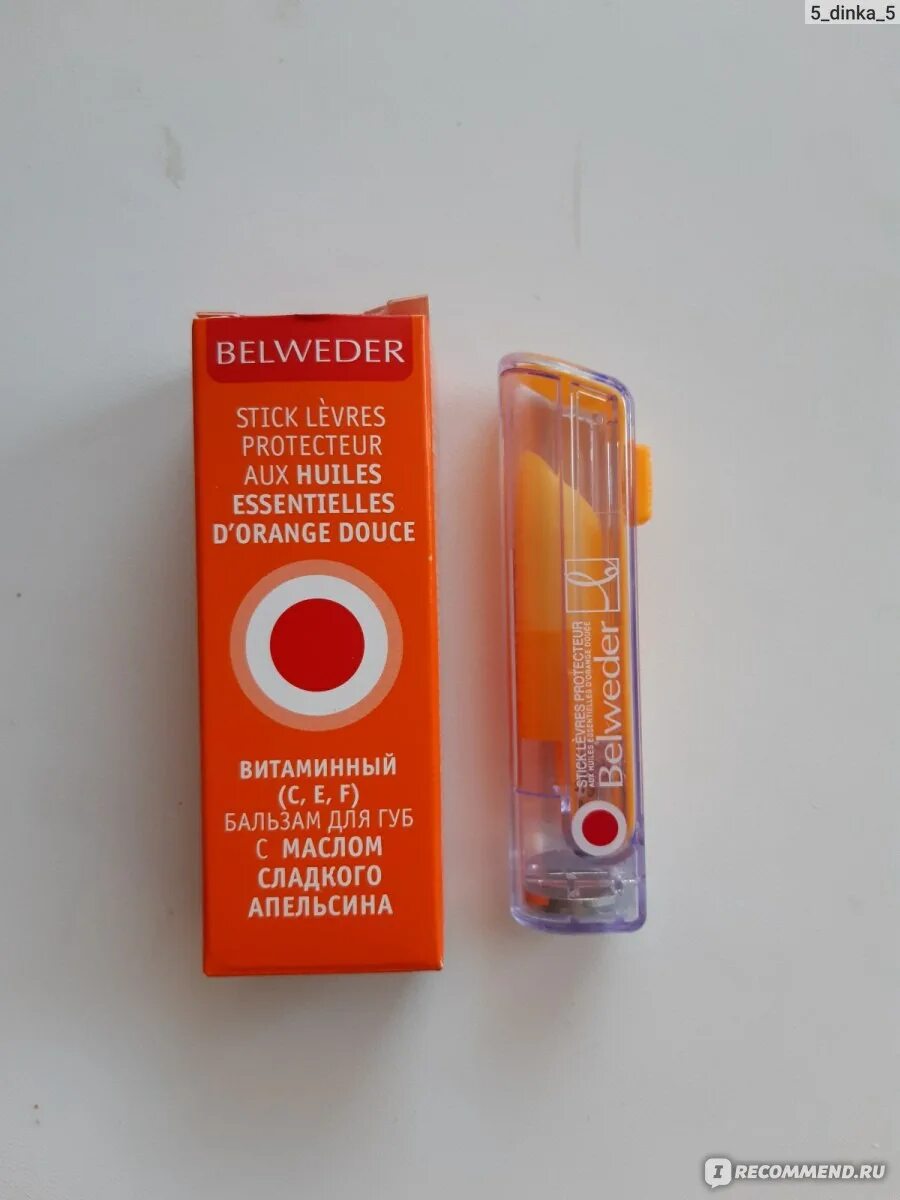 5_dinka_5
BELWEDER
STICK LÈVRES
PROTECTEUR
AUX HUILES
ESSENTIELLES
D'ORANGE DOUCE
ВИТАМИННЫЙ
(C, E, F)
БАЛЬЗАМ ДЛЯ ГУБ
С МАСЛОМ
СЛАДКОГО
АПЕЛЬСИНА
STICK LÈVRES PROTECTEUR
AUX HUILES ESSENTIELLES D'ORANGE DOUCE
Belweder
IRECOMMEND.RU